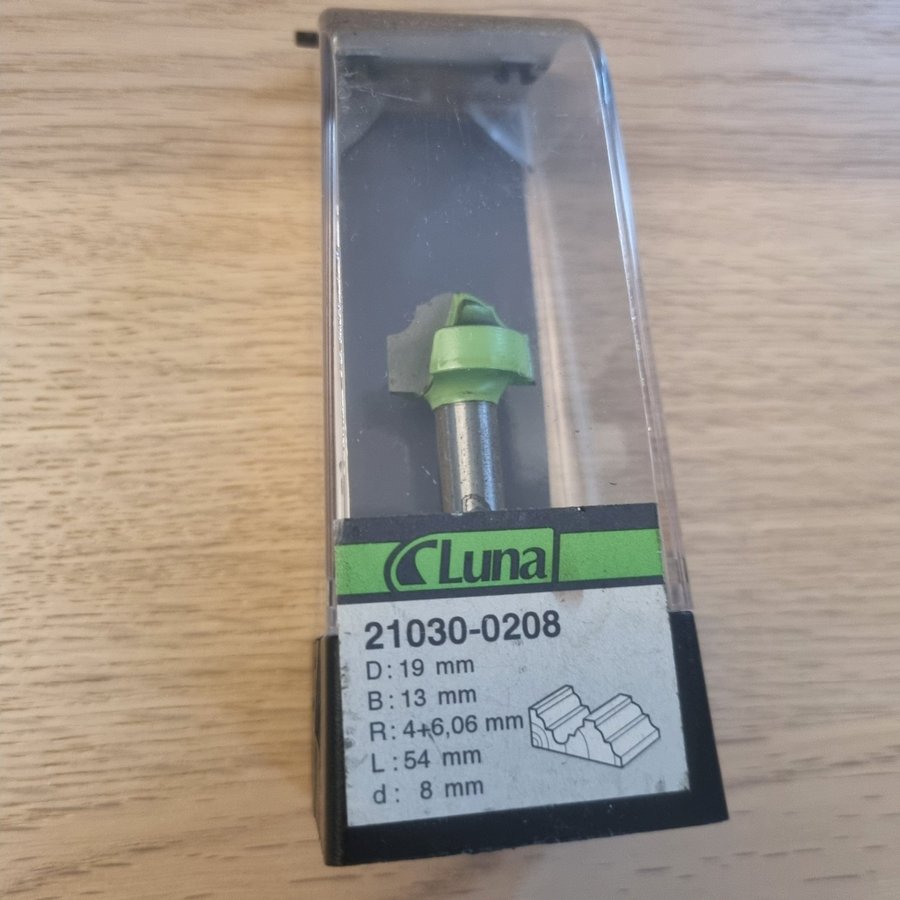 Luna
21030-0208
D: 19 mm
B: 13 mm
R: 4+6,06 mm
L: 54 mm
d: 8 mm